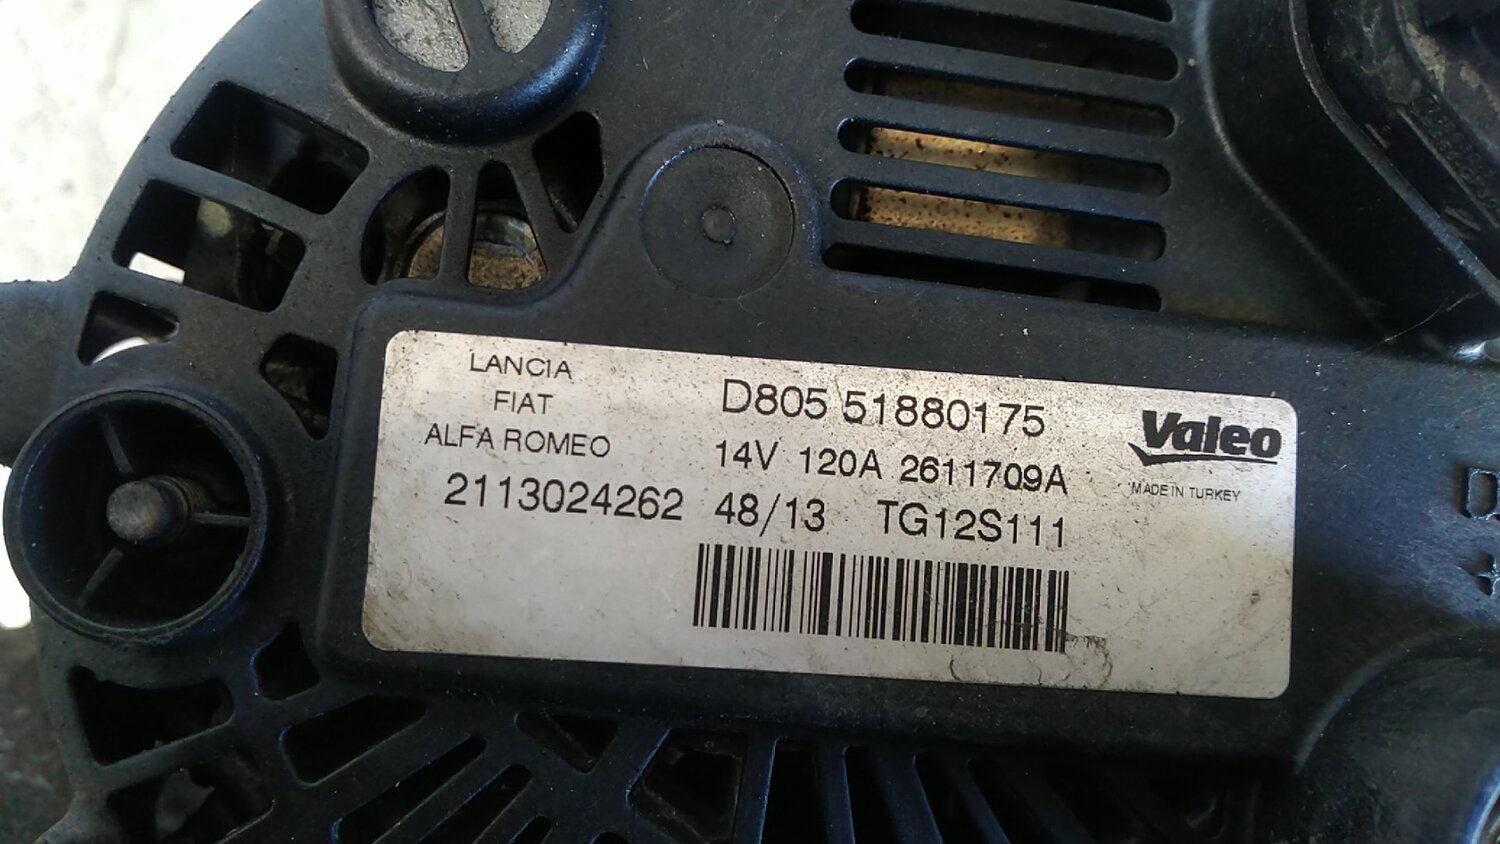 LANCIA
FIAT
ALFA ROMEO
2113024262
D805 51880175
14V 120A 2611709A
48/13 TG12S111
Valeo
MADE IN TURKEY